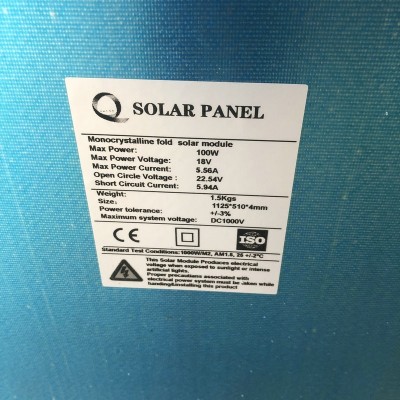 Q SOLAR PANEL
Monocrystalline fold solar module
Max Power: 100W
Max Power Voltage: 18V
Max Power Current: 5.56A
Open Circle Voltage : 22.54V
Short Circuit Current: 5.94A
Weight: 1.5Kgs
Size: 1125*510*4mm
Power tolerance: +/-3%
Maximum system voltage: DC1000V
CE ISO
Standard Test Conditions: 1000W/M2, AM1.5, 25 +/-2°C
This Solar Module Produces electrical
voltage when exposed to sunlight or intense
artificial lights.
Proper precautions associated with
electrical power system must be ,taken while
handling&installing this product